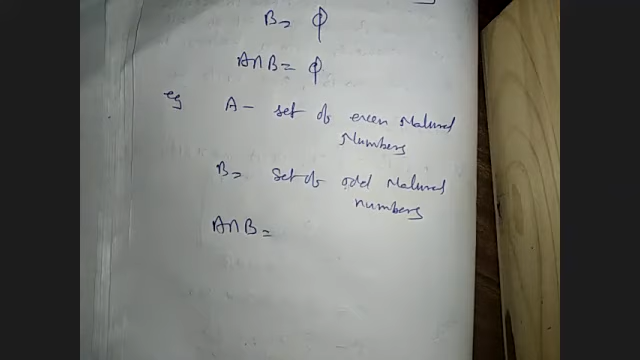 B = φ
A∩B = φ
eg A - set of even Natural
Numbers
B = set of odd Natural
numbers
A∩B =